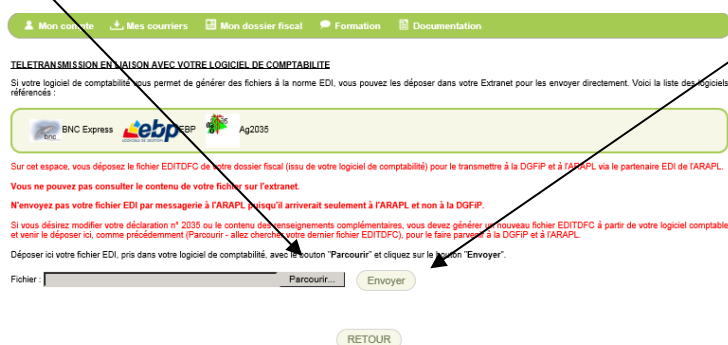 Mon compte Mes courriers Mon dossier fiscal Formation Documentation
TELETRANSMISSION EN LIAISON AVEC VOTRE LOGICIEL DE COMPTABILITE
Si votre logiciel de comptabilité vous permet de générer des fichiers à la norme EDI, vous pouvez les déposer dans votre Extranet pour les envoyer directement. Voici la liste des logiciels
référencés :
BNC Express ebp EBP Ag2035
Sur cet espace, vous déposez le fichier EDITDFC de votre dossier fiscal (issu de votre logiciel de comptabilité) pour le transmettre à la DGFiP et à l'ARAPL via le partenaire EDI de l'ARAPL.
Vous ne pouvez pas consulter le contenu de votre fichier sur l'extranet.
N'envoyez pas votre fichier EDI par messagerie à l'ARAPL puisqu'il arriverait seulement à l'ARAPL et non à la DGFiP.
Si vous désirez modifier votre déclaration n° 2035 ou le contenu des renseignements complémentaires, vous devez générer un nouveau fichier EDITDFC à partir de votre logiciel comptable
et venir le déposer ici, comme précédemment (Parcourir - allez chercher votre dernier fichier EDITDFC), pour le faire parvenir à la DGFiP et à l'ARAPL.
Déposer ici votre fichier EDI, pris dans votre logiciel de comptabilité, avec le bouton "Parcourir" et cliquez sur le bouton "Envoyer".
Fichier : Parcourir... Envoyer
RETOUR